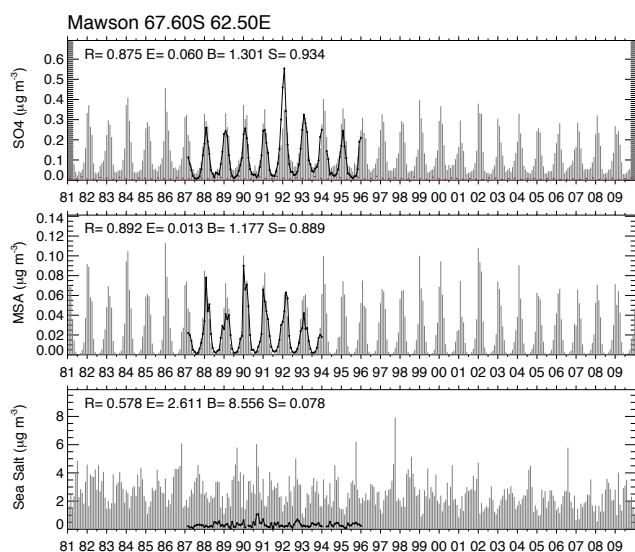 Mawson 67.60S 62.50E
R= 0.875 E= 0.060 B= 1.301 S= 0.934
SO4 (μg m-3)
0.6
0.5
0.4
0.3
0.2
0.1
0.0
81 82 83 84 85 86 87 88 89 90 91 92 93 94 95 96 97 98 99 00 01 02 03 04 05 06 07 08 09
R= 0.892 E= 0.013 B= 1.177 S= 0.889
MSA (μg m-3)
0.14
0.12
0.10
0.08
0.06
0.04
0.02
0.00
81 82 83 84 85 86 87 88 89 90 91 92 93 94 95 96 97 98 99 00 01 02 03 04 05 06 07 08 09
R= 0.578 E= 2.611 B= 8.556 S= 0.078
Sea Salt (μg m-3)
8
6
4
2
0
81 82 83 84 85 86 87 88 89 90 91 92 93 94 95 96 97 98 99 00 01 02 03 04 05 06 07 08 09